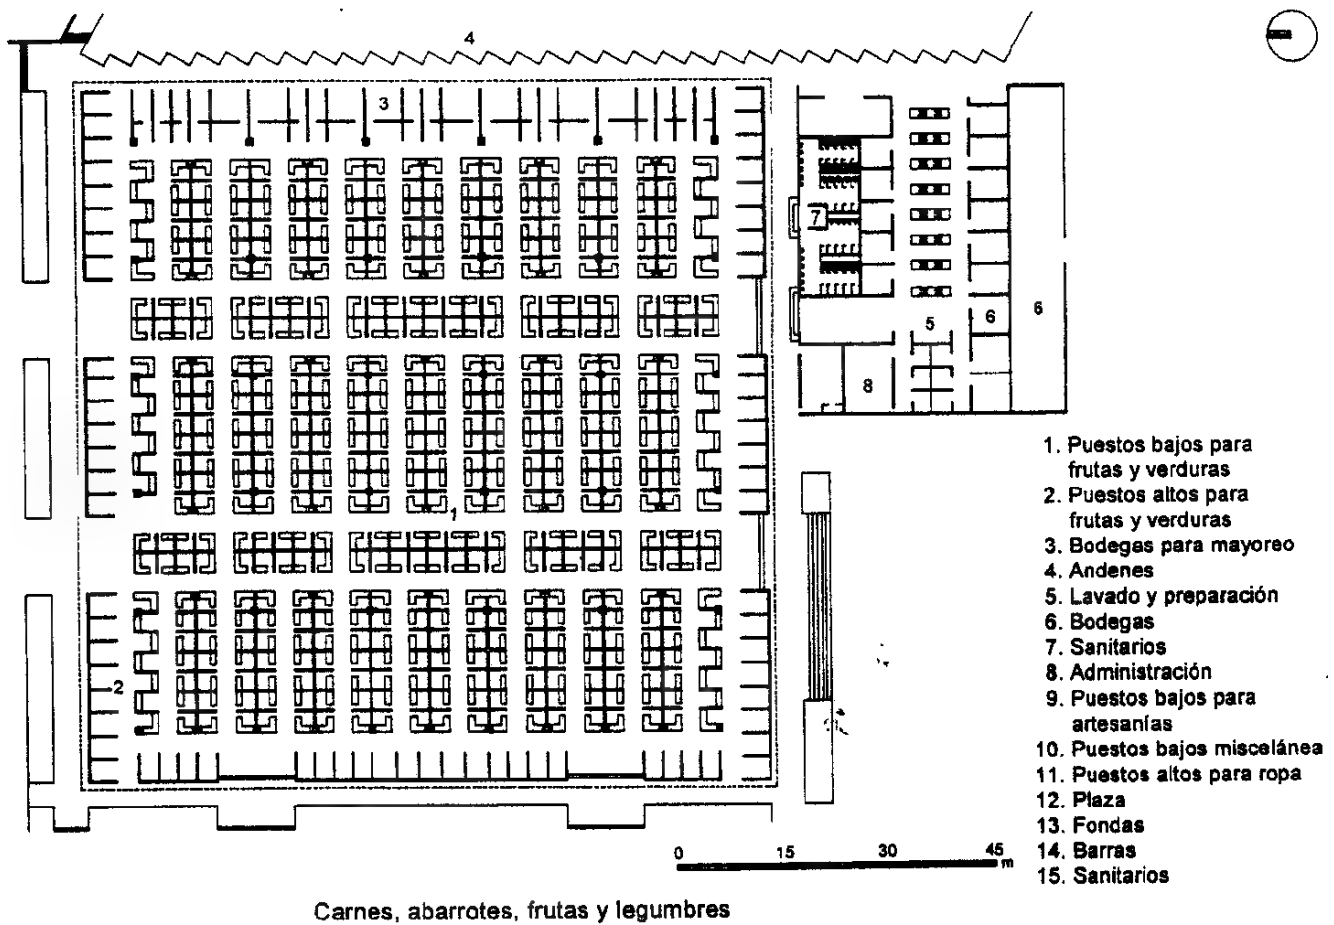 4
3
7
5
6
6
8
1
2
1. Puestos bajos para
frutas y verduras
2. Puestos altos para
frutas y verduras
3. Bodegas para mayoreo
4. Andenes
5. Lavado y preparación
6. Bodegas
7. Sanitarios
8. Administración
9. Puestos bajos para
artesanías
10. Puestos bajos miscelánea
11. Puestos altos para ropa
12. Plaza
13. Fondas
14. Barras
15. Sanitarios
0 15 30 45
m
Carnes, abarrotes, frutas y legumbres